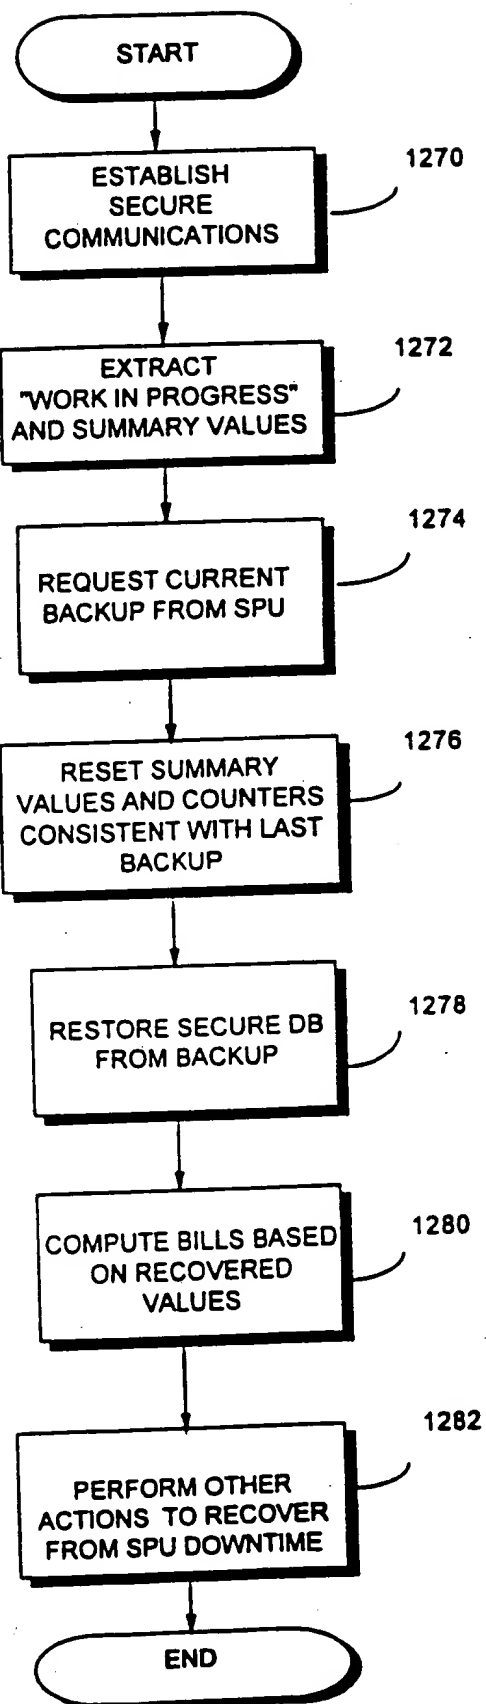 START
1270
ESTABLISH
SECURE
COMMUNICATIONS
1272
EXTRACT
"WORK IN PROGRESS"
AND SUMMARY VALUES
1274
REQUEST CURRENT
BACKUP FROM SPU
1276
RESET SUMMARY
VALUES AND COUNTERS
CONSISTENT WITH LAST
BACKUP
1278
RESTORE SECURE DB
FROM BACKUP
1280
COMPUTE BILLS BASED
ON RECOVERED
VALUES
1282
PERFORM OTHER
ACTIONS TO RECOVER
FROM SPU DOWNTIME
END